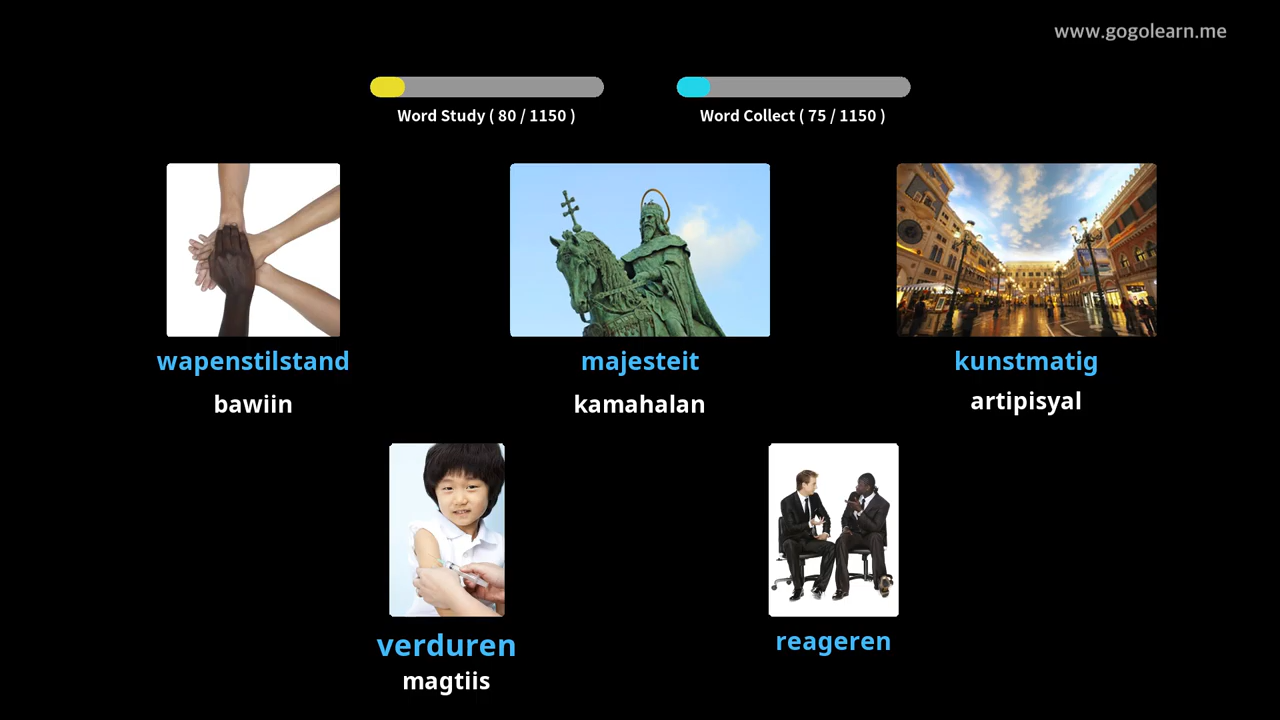 www.gogolearn.me
Word Study ( 80 / 1150 )
Word Collect ( 75 / 1150 )
wapenstilstand
majesteit
kunstmatig
bawiin
kamahalan
artipisyal
verduren
reageren
magtiis